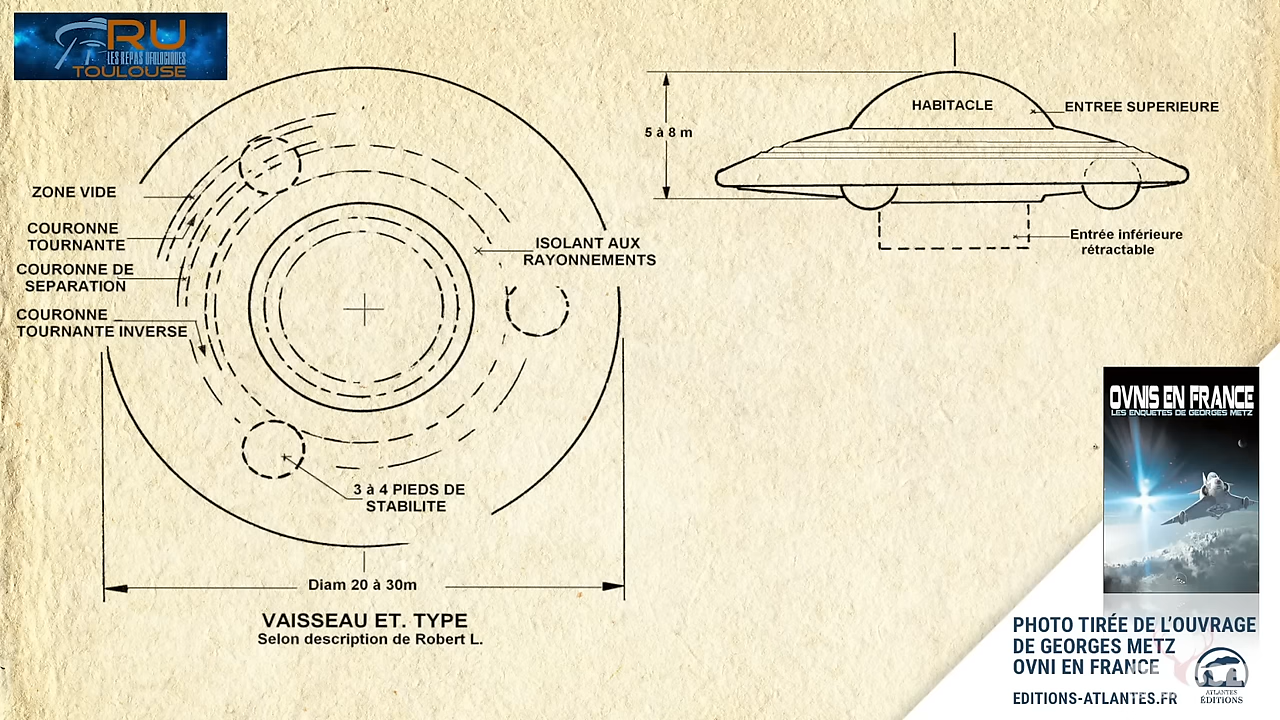 RU
LES REPAS UFOLOGIQUES
TOULOUSE
ZONE VIDE
COURONNE
TOURNANTE
COURONNE DE
SEPARATION
COURONNE
TOURNANTE INVERSE
ISOLANT AUX
RAYONNEMENTS
3 à 4 PIEDS DE
STABILITE
Diam 20 à 30m
VAISSEAU ET. TYPE
Selon description de Robert L.
5 à 8 m
HABITACLE
ENTREE SUPERIEURE
Entrée inférieure
rétractable
OVNIS EN FRANCE
LES ENQUETES DE GEORGES METZ
PHOTO TIRÉE DE L'OUVRAGE
DE GEORGES METZ
OVNI EN FRANCE
EDITIONS-ATLANTES.FR
ATLANTES
ÉDITIONS